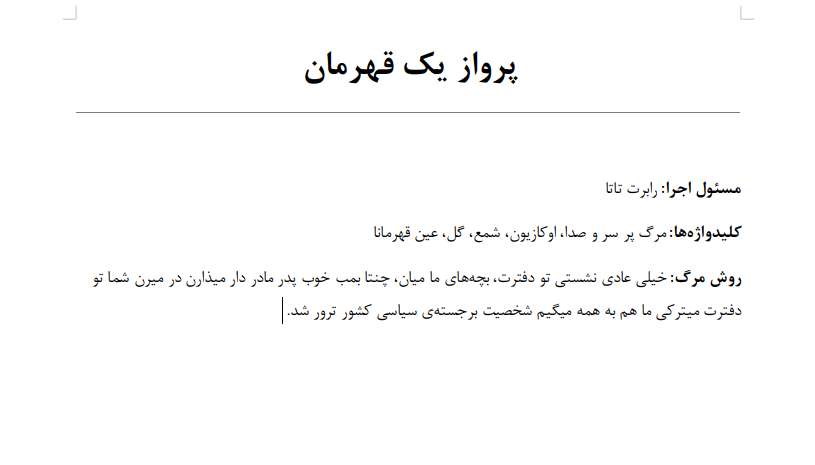 پرواز یک قهرمان
مسئول اجرا: رابرت تاتا
کلیدواژه‌ها: مرگ پر سر و صدا، اوکازیون، شمع، گل، عین قهرمانا
روش مرگ: خیلی عادی نشستی تو دفترت، بچه‌های ما میان، چنتا بمب خوب پدر مادر دار میذارن در میرن شما تو
دفترت میترکی ما هم به همه میگیم شخصیت برجسته‌ی سیاسی کشور ترور شد.